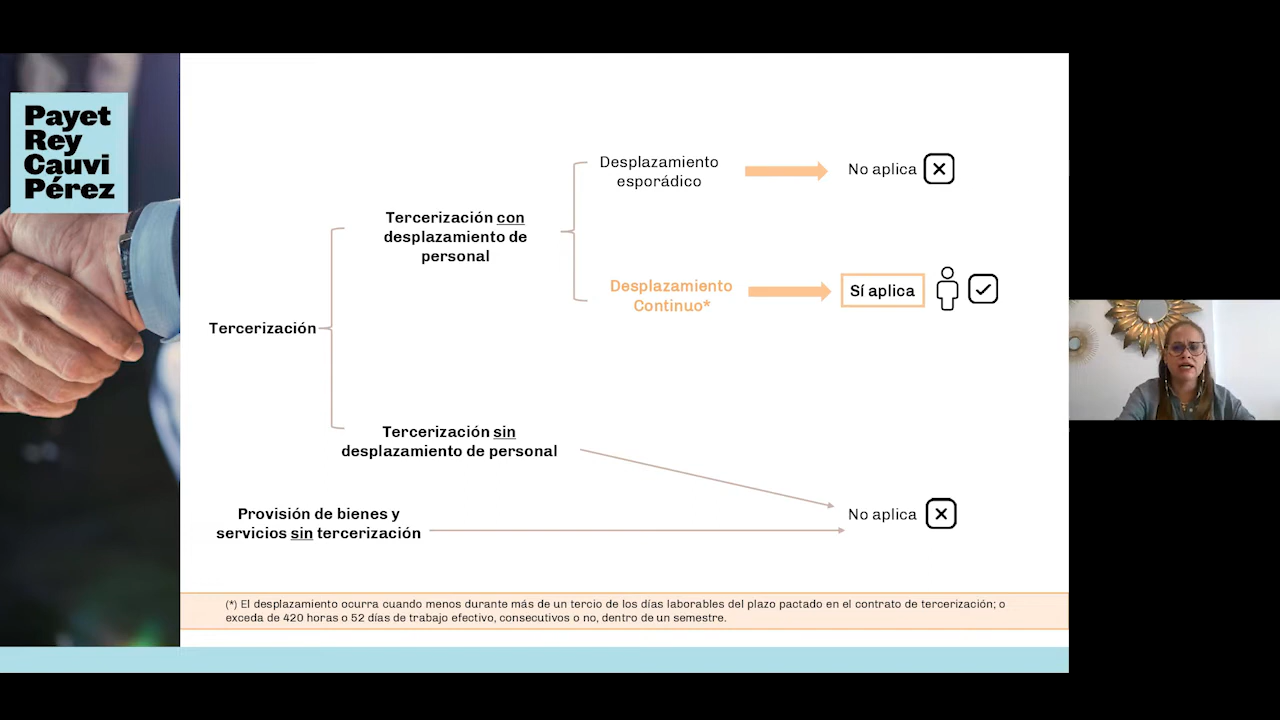 Payet
Rey
Cauvi
Pérez
Desplazamiento
esporádico
No aplica
Tercerización con
desplazamiento de
personal
Desplazamiento
Continuo*
Sí aplica
Tercerización
Tercerización sin
desplazamiento de personal
Provisión de bienes y
servicios sin tercerización
No aplica
(*) El desplazamiento ocurra cuando menos durante más de un tercio de los días laborables del plazo pactado en el contrato de tercerización; o
exceda de 420 horas o 52 días de trabajo efectivo, consecutivos o no, dentro de un semestre.